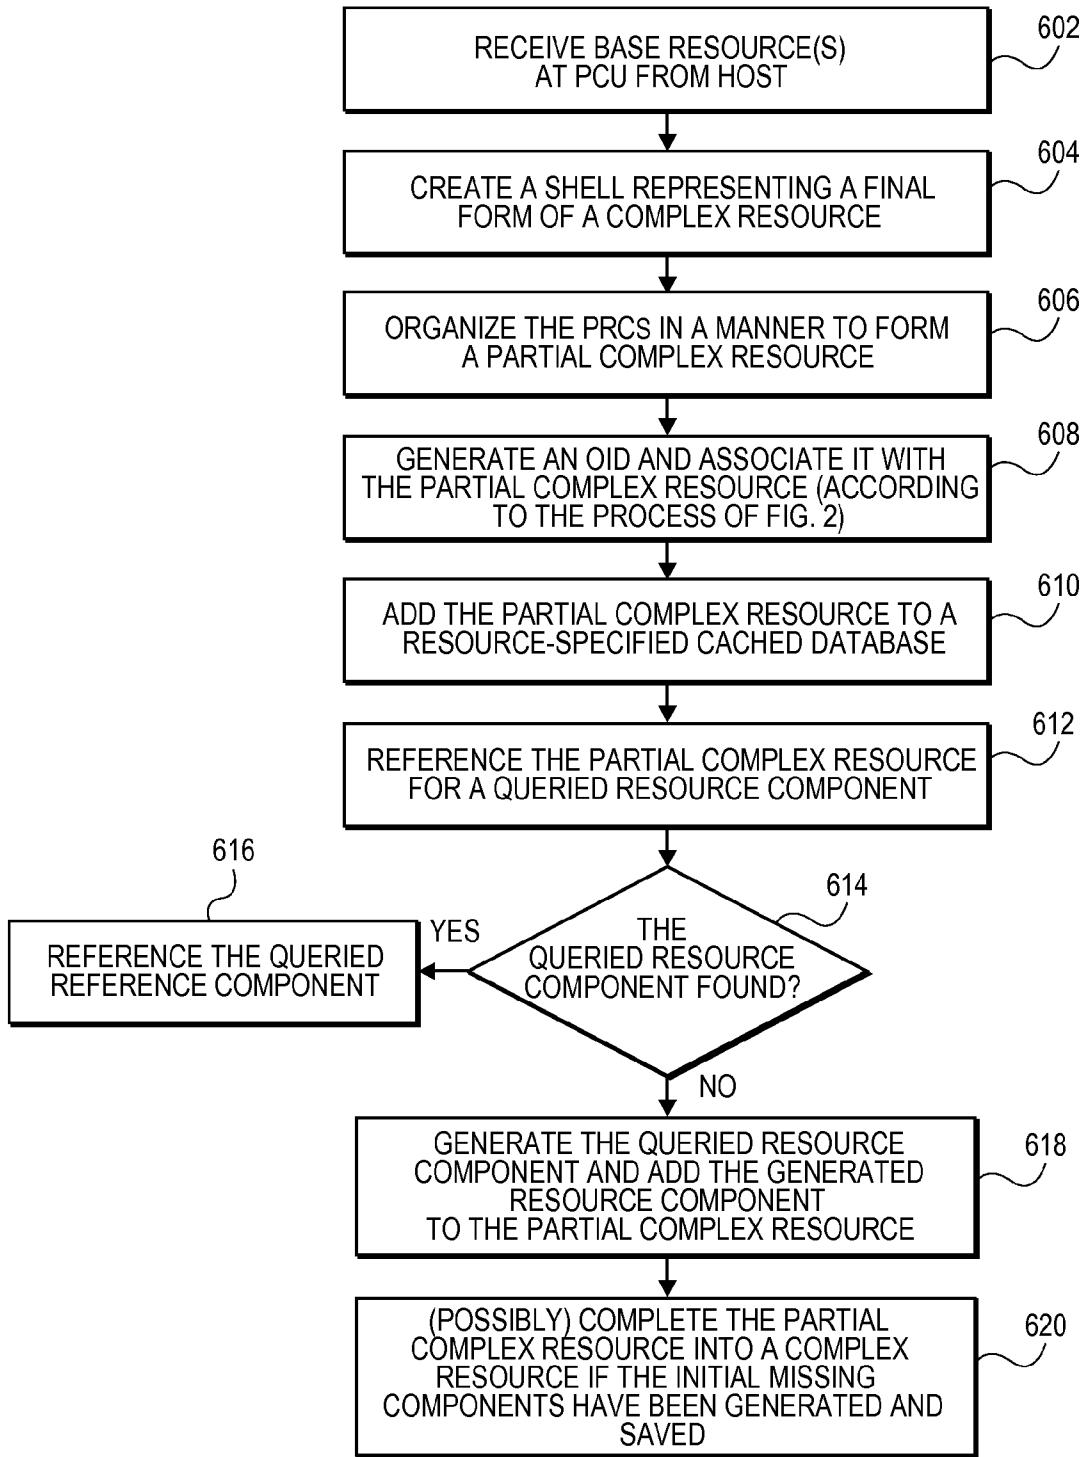 RECEIVE BASE RESOURCE(S)
AT PCU FROM HOST
602
CREATE A SHELL REPRESENTING A FINAL
FORM OF A COMPLEX RESOURCE
604
ORGANIZE THE PRCS IN A MANNER TO FORM
A PARTIAL COMPLEX RESOURCE
606
GENERATE AN OID AND ASSOCIATE IT WITH
THE PARTIAL COMPLEX RESOURCE (ACCORDING
TO THE PROCESS OF FIG. 2)
608
ADD THE PARTIAL COMPLEX RESOURCE TO A
RESOURCE-SPECIFIED CACHED DATABASE
610
REFERENCE THE PARTIAL COMPLEX RESOURCE
FOR A QUERIED RESOURCE COMPONENT
612
THE
QUERIED RESOURCE
COMPONENT FOUND?
614
YES
616
REFERENCE THE QUERIED
REFERENCE COMPONENT
NO
GENERATE THE QUERIED RESOURCE
COMPONENT AND ADD THE GENERATED
RESOURCE COMPONENT
TO THE PARTIAL COMPLEX RESOURCE
618
(POSSIBLY) COMPLETE THE PARTIAL
COMPLEX RESOURCE INTO A COMPLEX
RESOURCE IF THE INITIAL MISSING
COMPONENTS HAVE BEEN GENERATED AND
SAVED
620